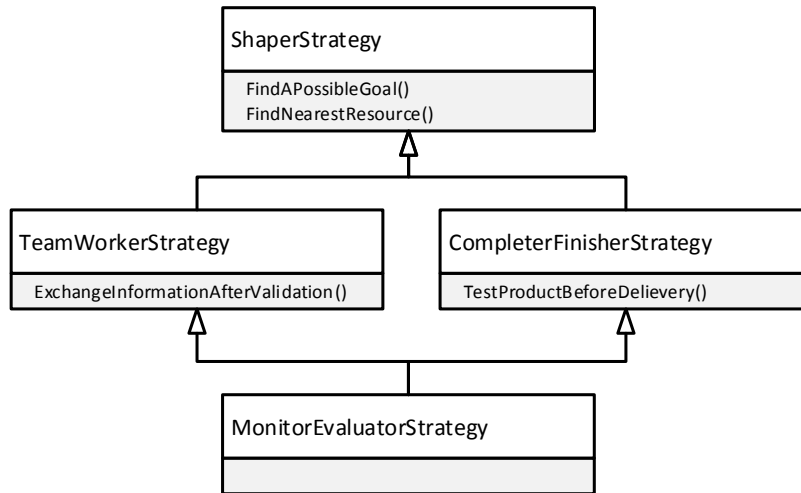 ShaperStrategy
FindAPossibleGoal()
FindNearestResource()
TeamWorkerStrategy
ExchangeInformationAfterValidation()
CompleterFinisherStrategy
TestProductBeforeDelievery()
MonitorEvaluatorStrategy